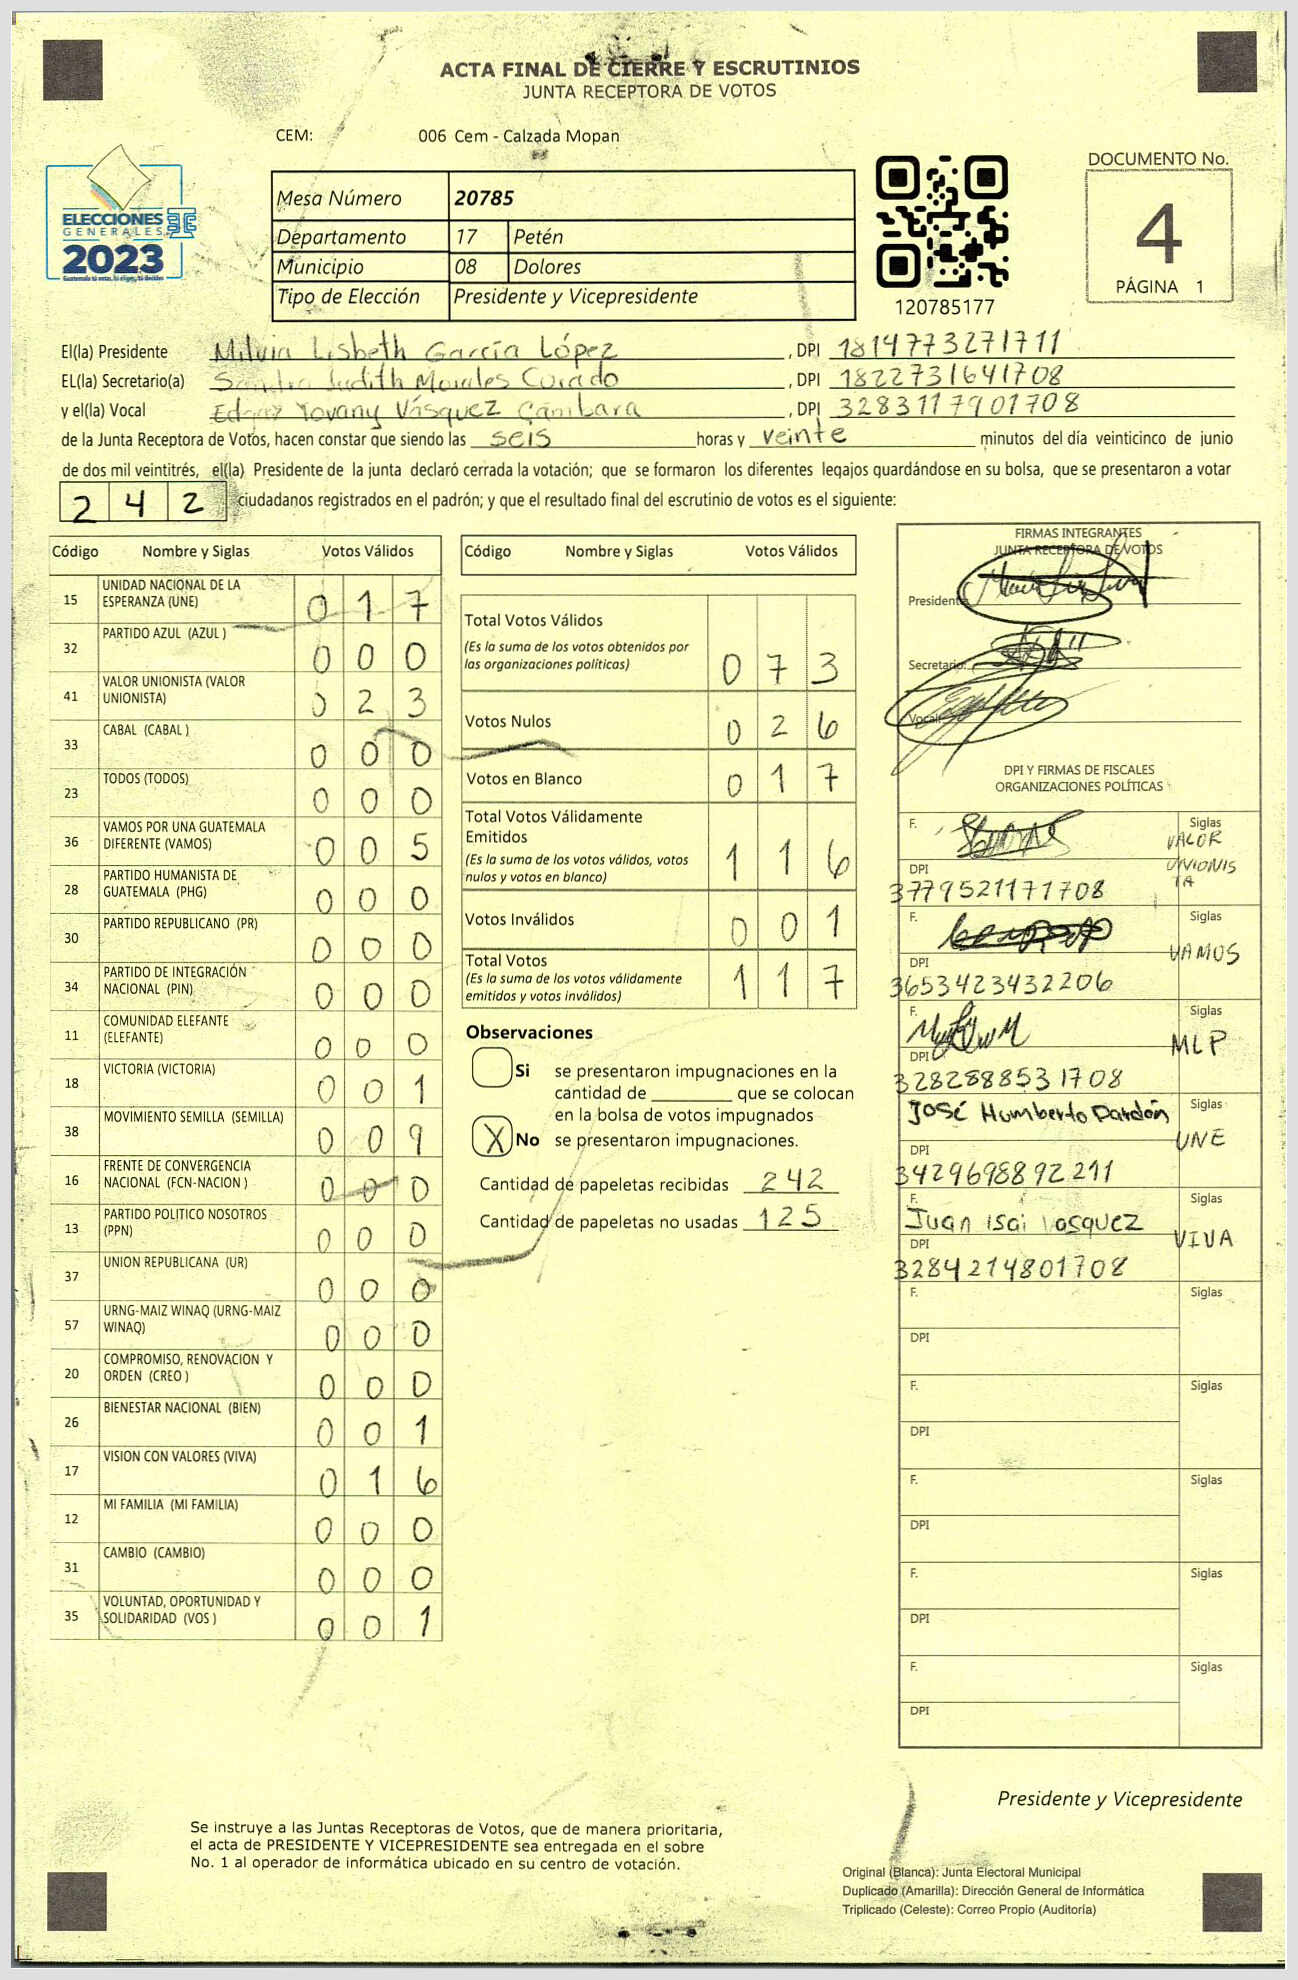 ACTA FINAL DE CIERRE Y ESCRUTINIOS
JUNTA RECEPTORA DE VOTOS
CEM: 006 Cem - Calzada Mopan
DOCUMENTO No.
4
PÁGINA 1
ELECCIONES
GENERALES
2023
Mesa Número 20785
Departamento 17 Petén
Municipio 08 Dolores
Tipo de Elección Presidente y Vicepresidente
120785177
El(la) Presidente Milvia Lisbeth García López , DPI 1814773271711
EL(la) Secretario(a) Sandra Judith Morales , DPI 1822731641708
y el(la) Vocal Edgar Yovany Vásquez Cambara , DPI 3283117901708
de la Junta Receptora de Votos, hacen constar que siendo las seis horas y veinte minutos del día veinticinco de junio
de dos mil veintitrés, el(la) Presidente de la junta declaró cerrada la votación; que se formaron los diferentes legajos guardándose en su bolsa, que se presentaron a votar
242 ciudadanos registrados en el padrón; y que el resultado final del escrutinio de votos es el siguiente:
Código Nombre y Siglas Votos Válidos
15 UNIDAD NACIONAL DE LA ESPERANZA (UNE) 0 1 7
32 PARTIDO AZUL (AZUL ) 0 0 0
41 VALOR UNIONISTA (VALOR UNIONISTA) 0 2 3
33 CABAL (CABAL ) 0 0 0
23 TODOS (TODOS) 0 0 0
36 VAMOS POR UNA GUATEMALA DIFERENTE (VAMOS) 0 0 5
28 PARTIDO HUMANISTA DE GUATEMALA (PHG) 0 0 0
30 PARTIDO REPUBLICANO (PR) 0 0 0
34 PARTIDO DE INTEGRACIÓN NACIONAL (PIN) 0 0 0
11 COMUNIDAD ELEFANTE (ELEFANTE) 0 0 0
18 VICTORIA (VICTORIA) 0 0 1
38 MOVIMIENTO SEMILLA (SEMILLA) 0 0 9
16 FRENTE DE CONVERGENCIA NACIONAL (FCN-NACION ) 0 0 0
13 PARTIDO POLITICO NOSOTROS (PPN) 0 0 0
37 UNION REPUBLICANA (UR) 0 0 0
57 URNG-MAIZ WINAQ (URNG-MAIZ WINAQ) 0 0 0
20 COMPROMISO, RENOVACION Y ORDEN (CREO ) 0 0 0
26 BIENESTAR NACIONAL (BIEN) 0 0 1
17 VISION CON VALORES (VIVA) 0 1 6
12 MI FAMILIA (MI FAMILIA) 0 0 0
31 CAMBIO (CAMBIO) 0 0 0
35 VOLUNTAD, OPORTUNIDAD Y SOLIDARIDAD (VOS ) 0 0 1
Código Nombre y Siglas Votos Válidos
Total Votos Válidos 0 7 3
(Es la suma de los votos obtenidos por
las organizaciones politicas)
Votos Nulos 0 2 6
Votos en Blanco 0 1 7
Total Votos Válidamente
Emitidos 1 1 6
(Es la suma de los votos válidos, votos
nulos y votos en blanco)
Votos Inválidos 0 0 1
Total Votos 1 1 7
(Es la suma de los votos válidamente
emitidos y votos inválidos)
Observaciones
Si se presentaron impugnaciones en la
cantidad de ________ que se colocan
en la bolsa de votos impugnados
X No se presentaron impugnaciones.
Cantidad de papeletas recibidas 242
Cantidad de papeletas no usadas 125
FIRMAS INTEGRANTES
JUNTA RECEPTORA DE VOTOS
Presidente
Secretario
Vocal
DPI Y FIRMAS DE FISCALES
ORGANIZACIONES POLÍTICAS
F. Siglas VALOR UNIONISTA
DPI 3779521171708
F. Siglas VAMOS
DPI 3653423432206
F. Siglas MLP
DPI 3282888531708
José Humberto Pardón Siglas UNE
DPI 3429698892211
F. Juan Isai Vasquez Siglas VIVA
DPI 3284214801708
F. Siglas
DPI
F. Siglas
DPI
F. Siglas
DPI
F. Siglas
DPI
F. Siglas
DPI
Presidente y Vicepresidente
Se instruye a las Juntas Receptoras de Votos, que de manera prioritaria,
el acta de PRESIDENTE Y VICEPRESIDENTE sea entregada en el sobre
No. 1 al operador de informática ubicado en su centro de votación.
Original (Blanca): Junta Electoral Municipal
Duplicado (Amarilla): Dirección General de Informática
Triplicado (Celeste): Correo Propio (Auditoría)